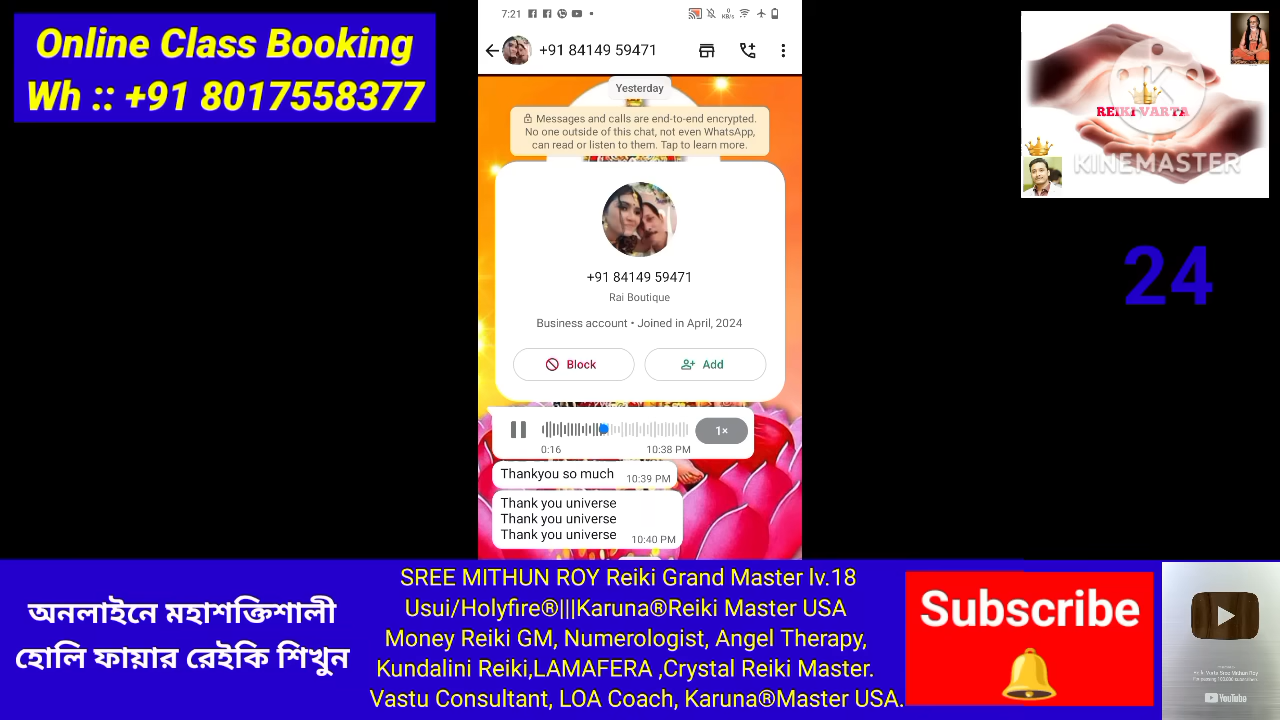 Online Class Booking
Wh :: +91 8017558377
7:21
0
KB/s
+91 84149 59471
Yesterday
Messages and calls are end-to-end encrypted.
No one outside of this chat, not even WhatsApp,
can read or listen to them. Tap to learn more.
+91 84149 59471
Rai Boutique
Business account • Joined in April, 2024
Block
Add
1×
0:16
10:38 PM
Thankyou so much 10:39 PM
Thank you universe
Thank you universe
Thank you universe 10:40 PM
REIKI VARTA
KINEMASTER
24
অনলাইনে মহাশক্তিশালী
হোলি ফায়ার রেইকি শিখুন
SREE MITHUN ROY Reiki Grand Master lv.18
Usui/Holyfire®|||Karuna®Reiki Master USA
Money Reiki GM, Numerologist, Angel Therapy,
Kundalini Reiki,LAMAFERA ,Crystal Reiki Master.
Vastu Consultant, LOA Coach, Karuna®Master USA.
Subscribe
YouTube